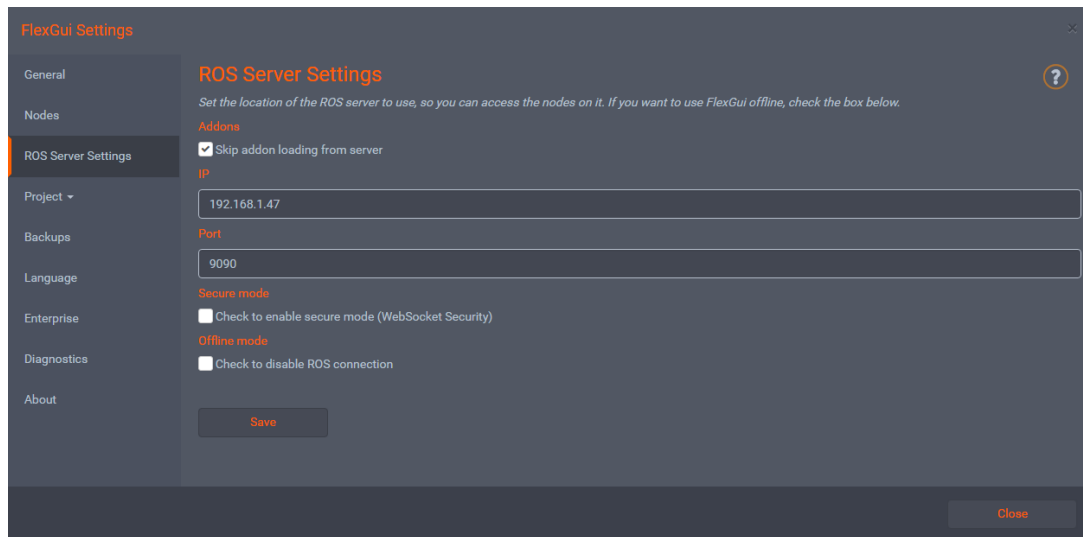 FlexGui Settings
×
General
Nodes
ROS Server Settings
Project
Backups
Language
Enterprise
Diagnostics
About
ROS Server Settings
?
Set the location of the ROS server to use, so you can access the nodes on it. If you want to use FlexGui offline, check the box below.
Addons
Skip addon loading from server
IP
192.168.1.47
Port
9090
Secure mode
Check to enable secure mode (WebSocket Security)
Offline mode
Check to disable ROS connection
Save
Close